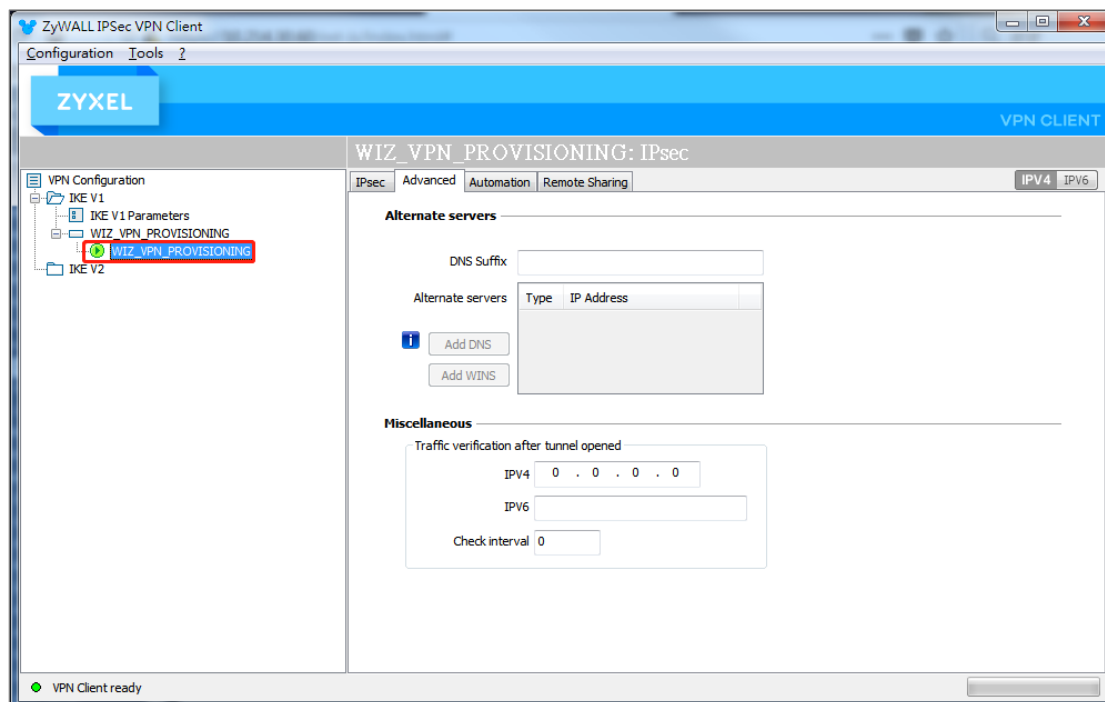 ZyWALL IPSec VPN Client
Configuration Tools ?
ZYXEL
VPN CLIENT
WIZ_VPN_PROVISIONING: IPsec
VPN Configuration
IKE V1
IKE V1 Parameters
WIZ_VPN_PROVISIONING
WIZ_VPN_PROVISIONING
IKE V2
IPsec Advanced Automation Remote Sharing IPV4 IPV6
Alternate servers
DNS Suffix
Alternate servers Type IP Address
i Add DNS
Add WINS
Miscellaneous
Traffic verification after tunnel opened
IPV4 0 . 0 . 0 . 0
IPV6
Check interval 0
VPN Client ready